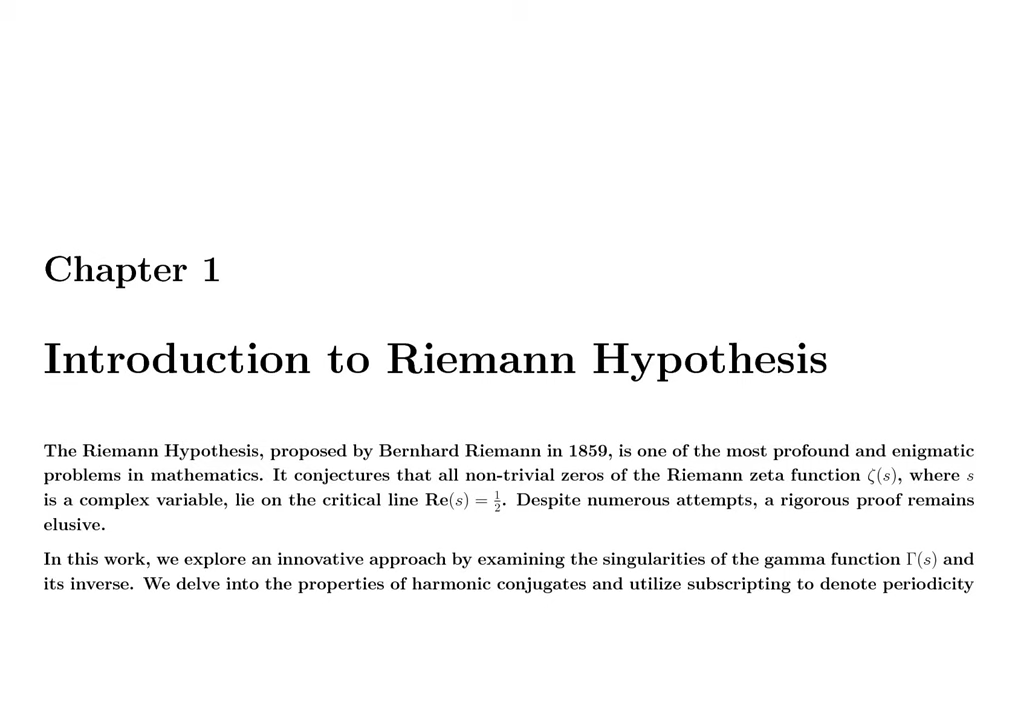 Chapter 1
Introduction to Riemann Hypothesis
The Riemann Hypothesis, proposed by Bernhard Riemann in 1859, is one of the most profound and enigmatic
problems in mathematics. It conjectures that all non-trivial zeros of the Riemann zeta function ζ(s), where s
is a complex variable, lie on the critical line Re(s) = 1/2. Despite numerous attempts, a rigorous proof remains
elusive.
In this work, we explore an innovative approach by examining the singularities of the gamma function Γ(s) and
its inverse. We delve into the properties of harmonic conjugates and utilize subscripting to denote periodicity